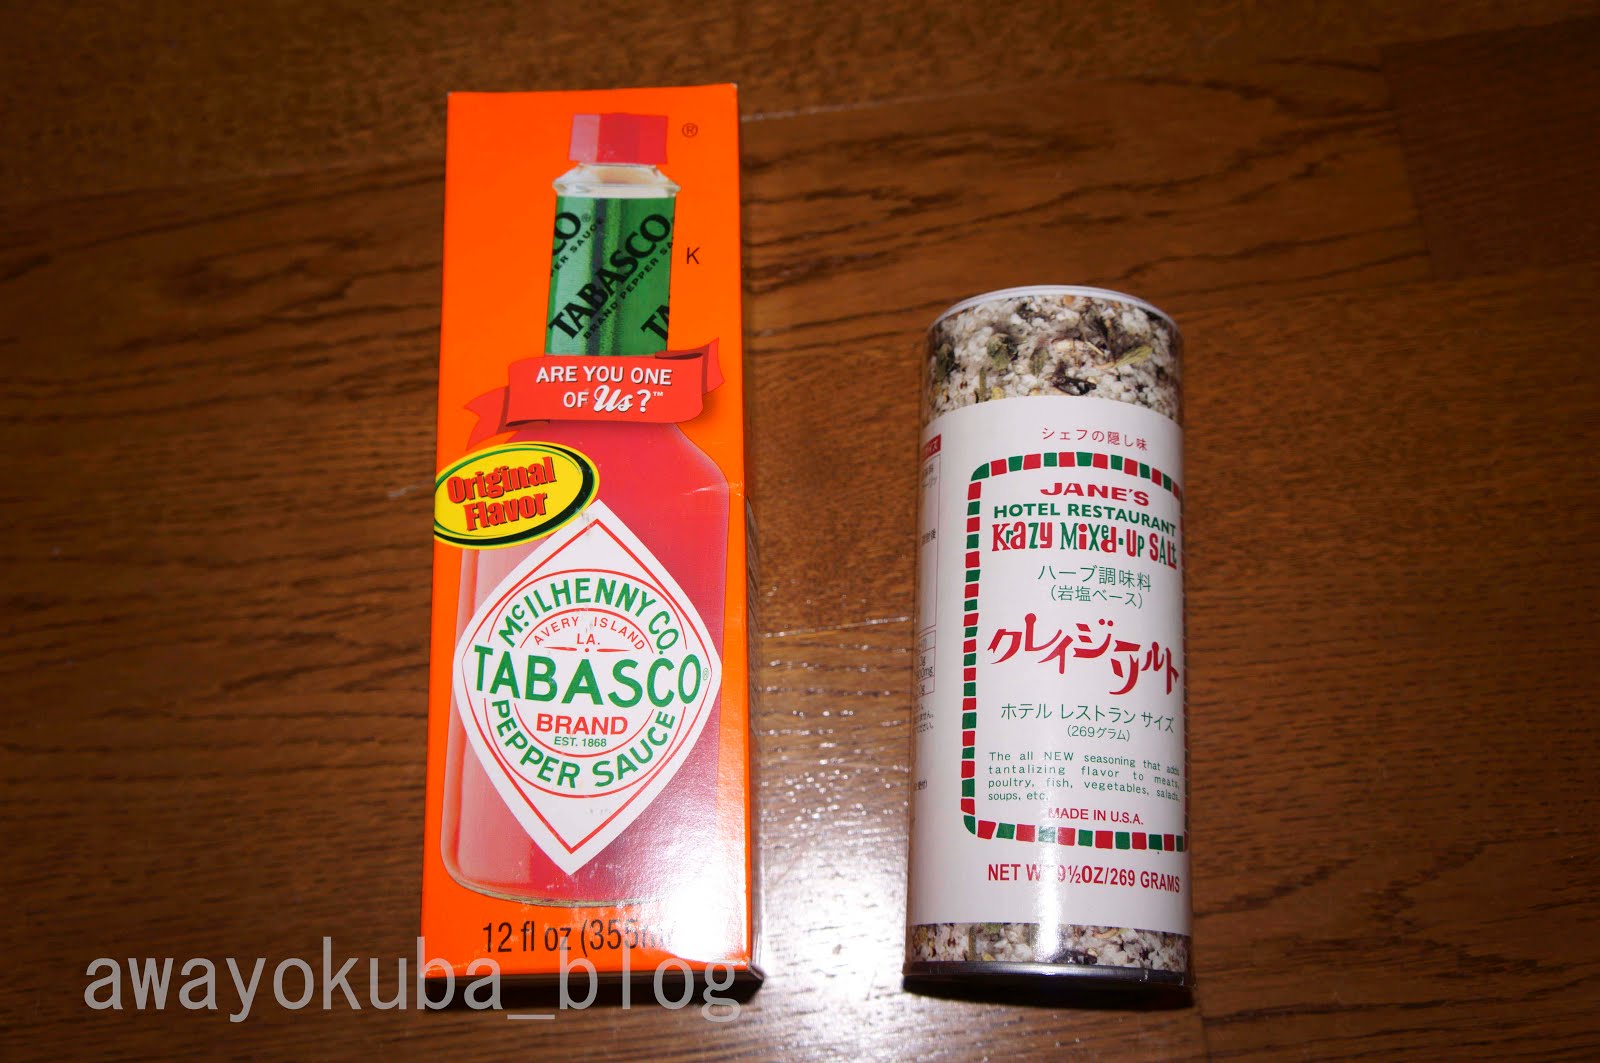 ®
TABASCO
®
PEPPER SAUCE
K
TABASCO
BRAND PEPPER
ARE YOU ONE
OF Us?™
Original
Flavor
McILHENNY CO.
AVERY ISLAND
LA.
TABASCO®
BRAND
EST. 1868
PEPPER SAUCE
12 fl oz
シェフの隠し味
JANE'S
HOTEL RESTAURANT
KRAZY MIXED-UP SALT
ハーブ調味料
(岩塩ベース)
クレイジーソルト
ホテル レストラン サイズ
(269グラム)
The all NEW seasoning that adds
tantalizing flavor to meats,
poultry, fish, vegetables, salads,
soups, etc.
MADE IN U.S.A.
NET WT 9½OZ/269 GRAMS
awayokuba_blog